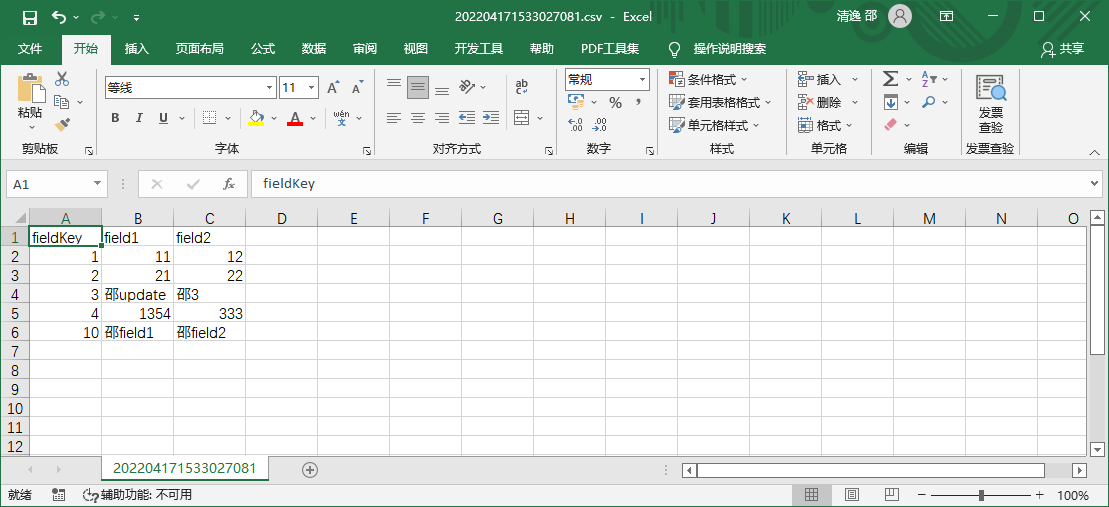 202204171533027081.csv - Excel
清逸 邵
文件 开始 插入 页面布局 公式 数据 审阅 视图 开发工具 帮助 PDF工具集 操作说明搜索 共享
粘贴
剪贴板
等线 11
B I U A wén 文
字体
ab c
对齐方式
常规
% ,
数字
条件格式
套用表格格式
单元格样式
样式
插入
删除
格式
单元格
Σ A Z
编辑
发票
查验
发票查验
A1 fx fieldKey
A B C D E F G H I J K L M N O
1 fieldKey field1 field2
2 1 11 12
3 2 21 22
4 3 邵update 邵3
5 4 1354 333
6 10 邵field1 邵field2
7
8
9
10
11
12
202204171533027081
就绪 辅助功能: 不可用 100%